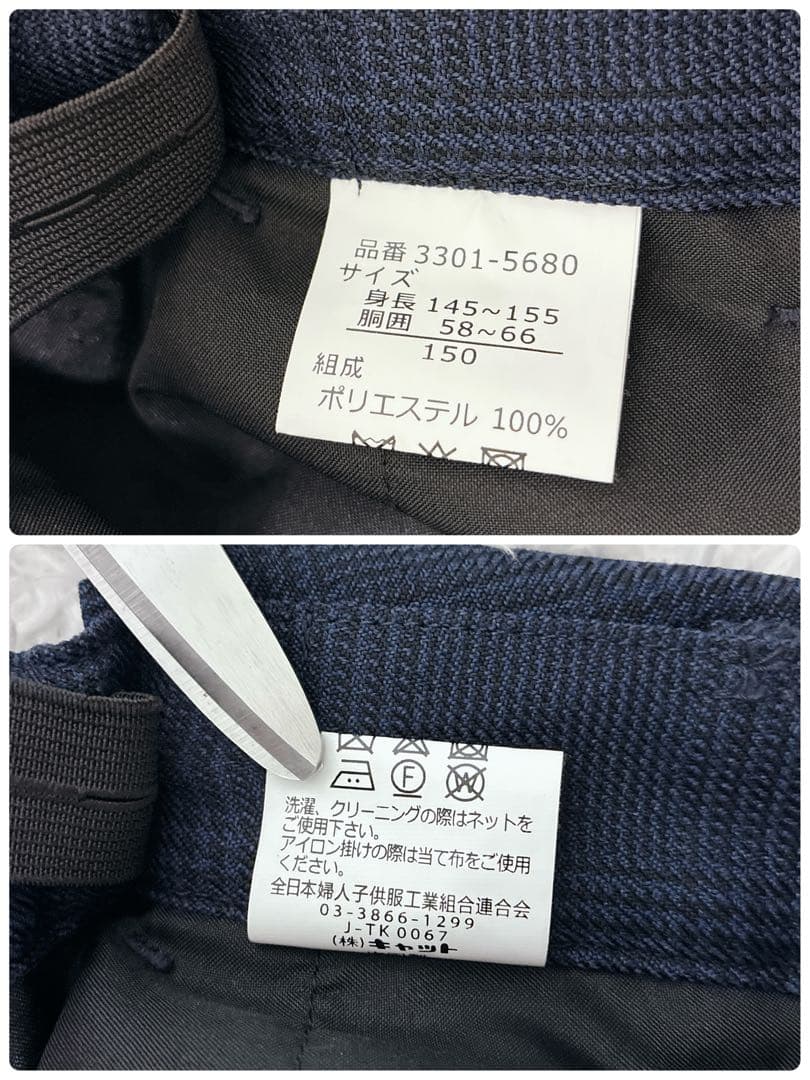 品番 3301-5680
サイズ
身長 145~155
胴囲 58~66
150
組成
ポリエステル 100%
F
W
洗濯、クリーニングの際はネットを
ご使用下さい。
アイロン掛けの際は当て布をご使用
ください。
全日本婦人子供服工業組合連合会
03-3866-1299
J-TK0067
(株)キャット